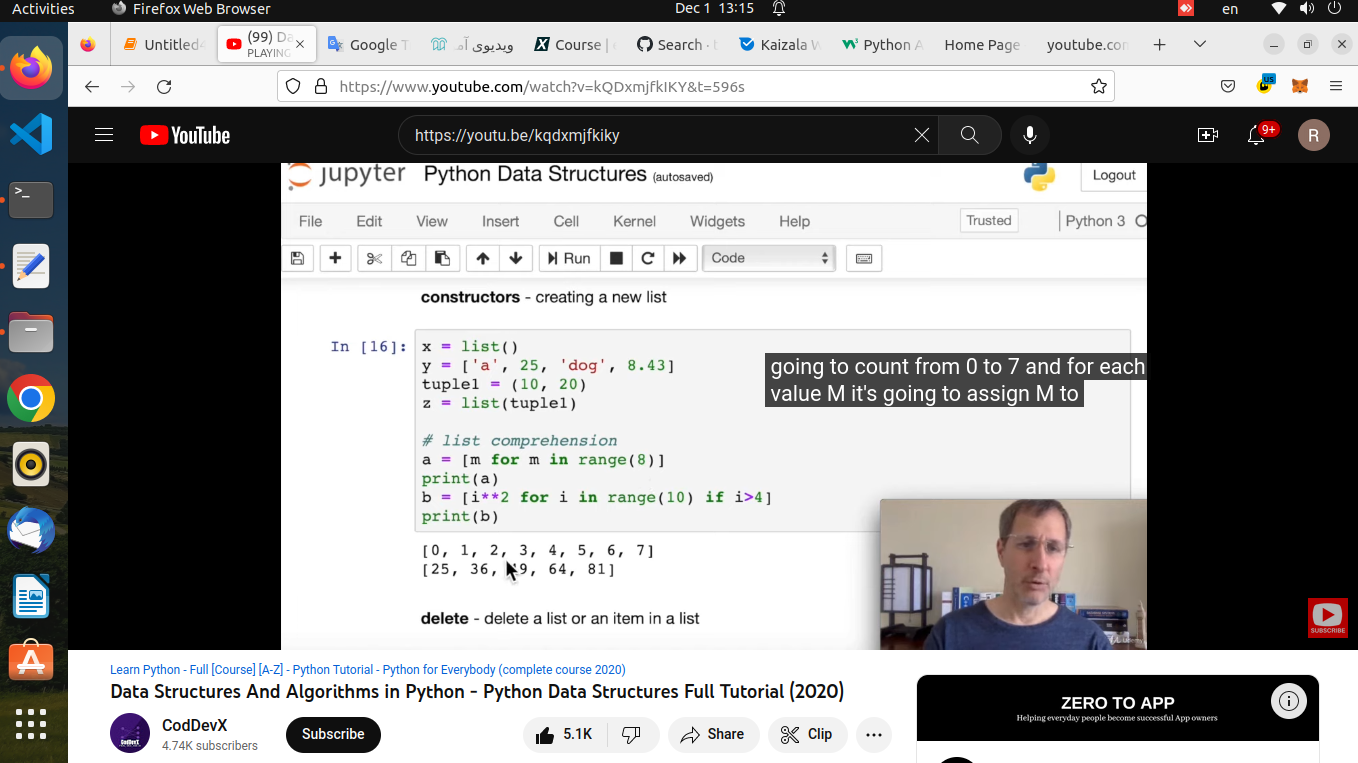 Activities
Firefox Web Browser
Dec 1 13:15
en
Untitled4
(99) Da
PLAYING
Google T
ویدیوی آم
Course |
Search · t
Kaizala W
Python A
Home Page
youtube.com
https://www.youtube.com/watch?v=kQDxmjfkIKY&t=596s
us
YouTube
https://youtu.be/kqdxmjfkiky
9+
R
jupyter Python Data Structures (autosaved)
Logout
File Edit View Insert Cell Kernel Widgets Help
Trusted
Python 3
Run
Code
constructors - creating a new list
In [16]:
x = list()
y = ['a', 25, 'dog', 8.43]
tuple1 = (10, 20)
z = list(tuple1)
# list comprehension
a = [m for m in range(8)]
print(a)
b = [i**2 for i in range(10) if i>4]
print(b)
going to count from 0 to 7 and for each
value M it's going to assign M to
[0, 1, 2, 3, 4, 5, 6, 7]
[25, 36, 49, 64, 81]
delete - delete a list or an item in a list
SUBSCRIBE
Learn Python - Full [Course] [A-Z] - Python Tutorial - Python for Everybody (complete course 2020)
Data Structures And Algorithms in Python - Python Data Structures Full Tutorial (2020)
CodDevX
4.74K subscribers
Subscribe
5.1K
Share
Clip
ZERO TO APP
Helping everyday people become successful App owners